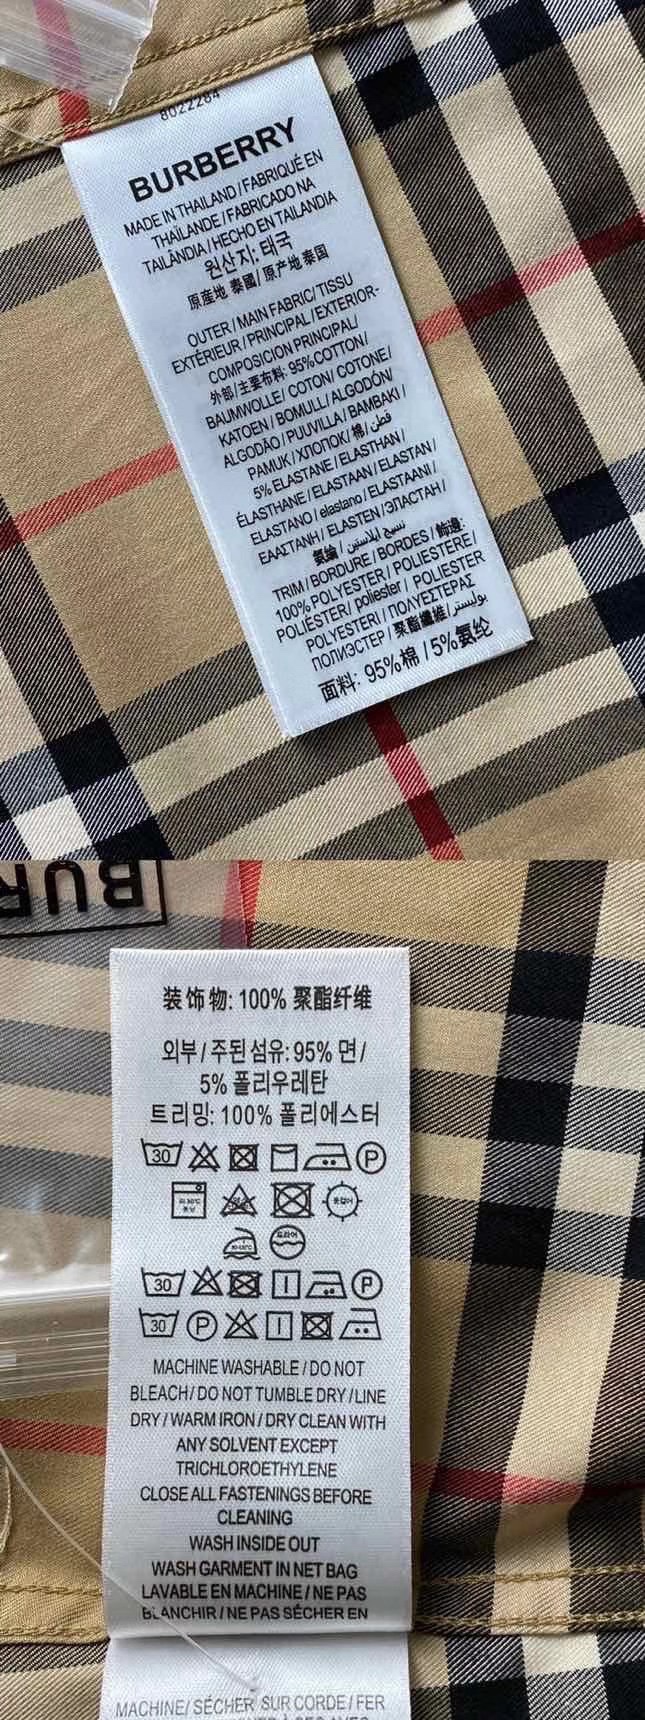 8022284
BURBERRY
MADE IN THAILAND / FABRIQUÉ EN
THAÏLANDE / FABRICADO NA
TAILÂNDIA / HECHO EN TAILANDIA
원산지: 태국
原産地 泰國/ 原产地 泰国
OUTER / MAIN FABRIC / TISSU
EXTÉRIEUR / PRINCIPAL / EXTERIOR-
COMPOSICION PRINCIPAL/
外部/主要布料: 95% COTTON/
BAUMWOLLE/ COTON/ COTONE/
KATOEN / BOMULL/ ALGODÓN/
ALGODÃO / PUUVILLA / BAMBAKI /
PAMUK / ХЛОПОК/ 棉/ قطن
5% ELASTANE / ELASTHAN /
ÉLASTHANE / ELASTAAN / ELASTAN /
ELASTANO / elastano / ELASTAANI /
ΕΛΑΣΤΑΝΗ / ELASTEN / ЭЛАСТАН /
氨綸 / نسيج ايلاستين
TRIM / BORDURE / BORDES / 飾邊:
100% POLYESTER / POLIESTERE /
POLIÈSTER/ poliester / POLIESTER
POLYESTERI / ΠΟΛΥΕΣΤΕΡΑΣ
ПОЛИЭСТЕР / 聚酯纖維/ بوليستر
面料: 95%棉 / 5%氨纶
BUR
装饰物: 100% 聚酯纤维
외부 / 주된 섬유: 95% 면 /
5% 폴리우레탄
트리밍: 100% 폴리에스터
30 P
30 P
30 P
MACHINE WASHABLE / DO NOT
BLEACH / DO NOT TUMBLE DRY / LINE
DRY / WARM IRON / DRY CLEAN WITH
ANY SOLVENT EXCEPT
TRICHLOROETHYLENE
CLOSE ALL FASTENINGS BEFORE
CLEANING
WASH INSIDE OUT
WASH GARMENT IN NET BAG
LAVABLE EN MACHINE / NE PAS
BLANCHIR / NE PAS SÉCHER EN
MACHINE/ SÉCHER SUR CORDE / FER